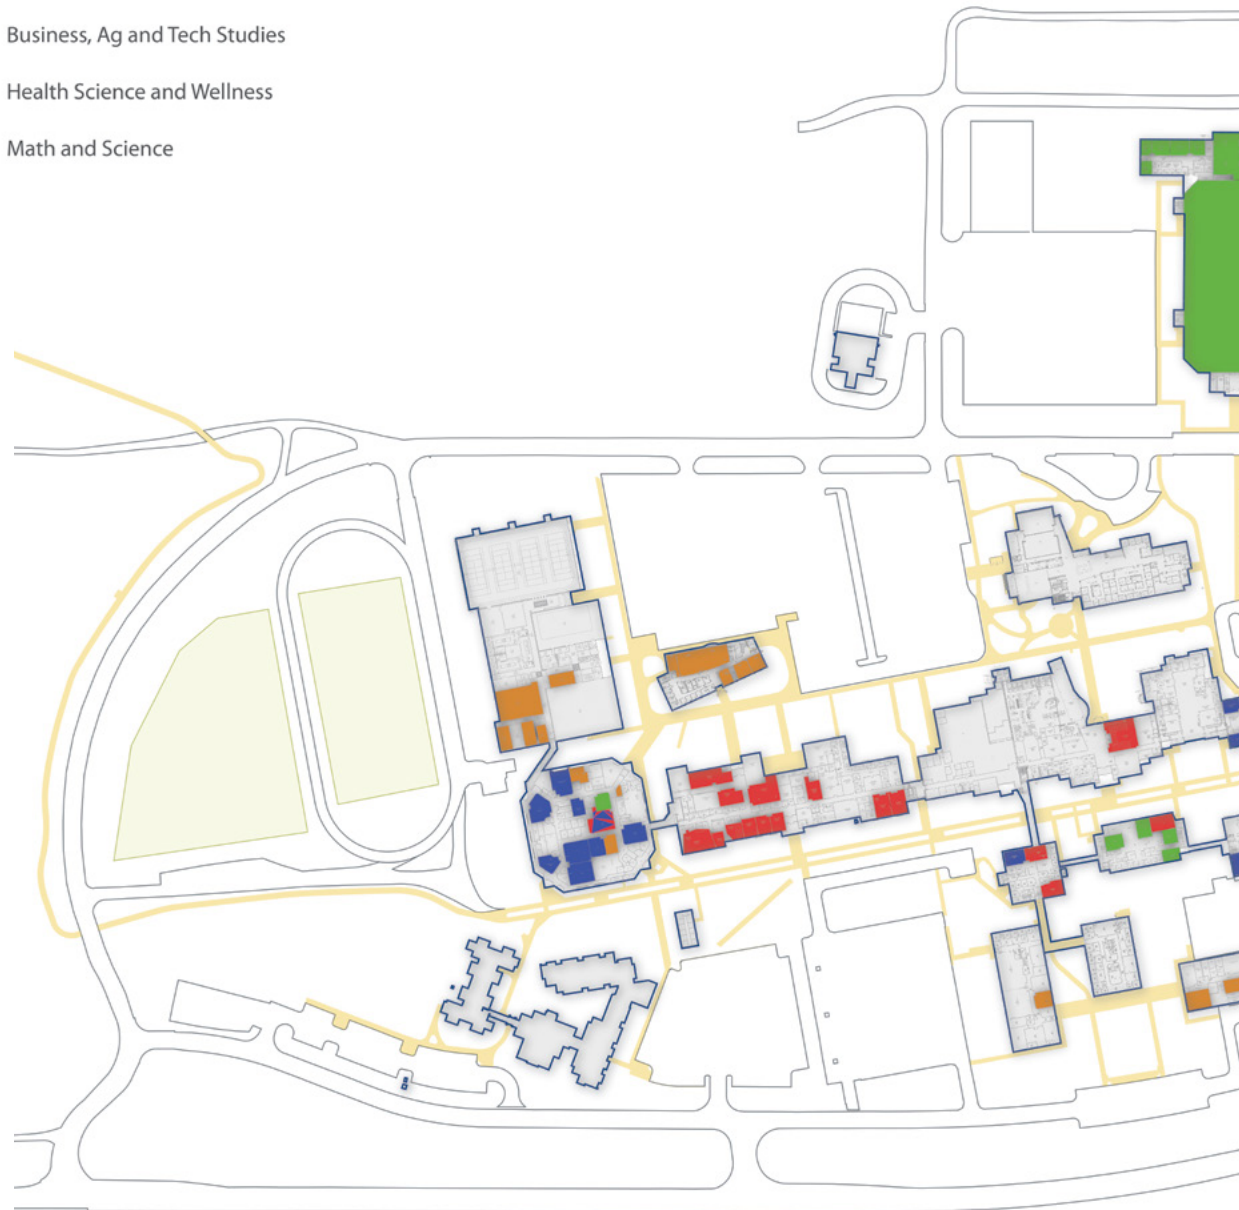 Business, Ag and Tech Studies
Health Science and Wellness
Math and Science